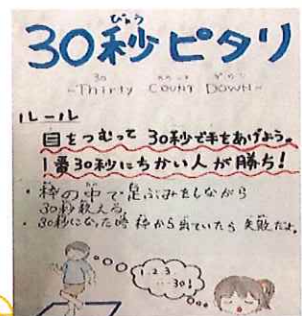 びょう
30秒ピタリ
~Thirty COUNT DOWN~
ルール
目をつむって 30秒で手をあげよう。
1番30秒にちかい人が勝ち!
・枠の中で足ぶみをしながら
30秒数える。
・30秒になった時 枠から出ていたら 失敗だよ。
1.2.3
...30!